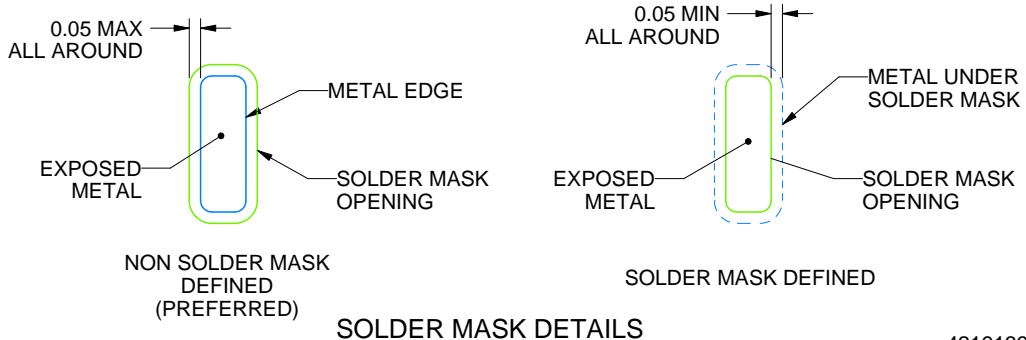 0.05 MAX
ALL AROUND
METAL EDGE
EXPOSED
METAL
SOLDER MASK
OPENING
NON SOLDER MASK
DEFINED
(PREFERRED)
0.05 MIN
ALL AROUND
METAL UNDER
SOLDER MASK
EXPOSED
METAL
SOLDER MASK
OPENING
SOLDER MASK DEFINED
SOLDER MASK DETAILS